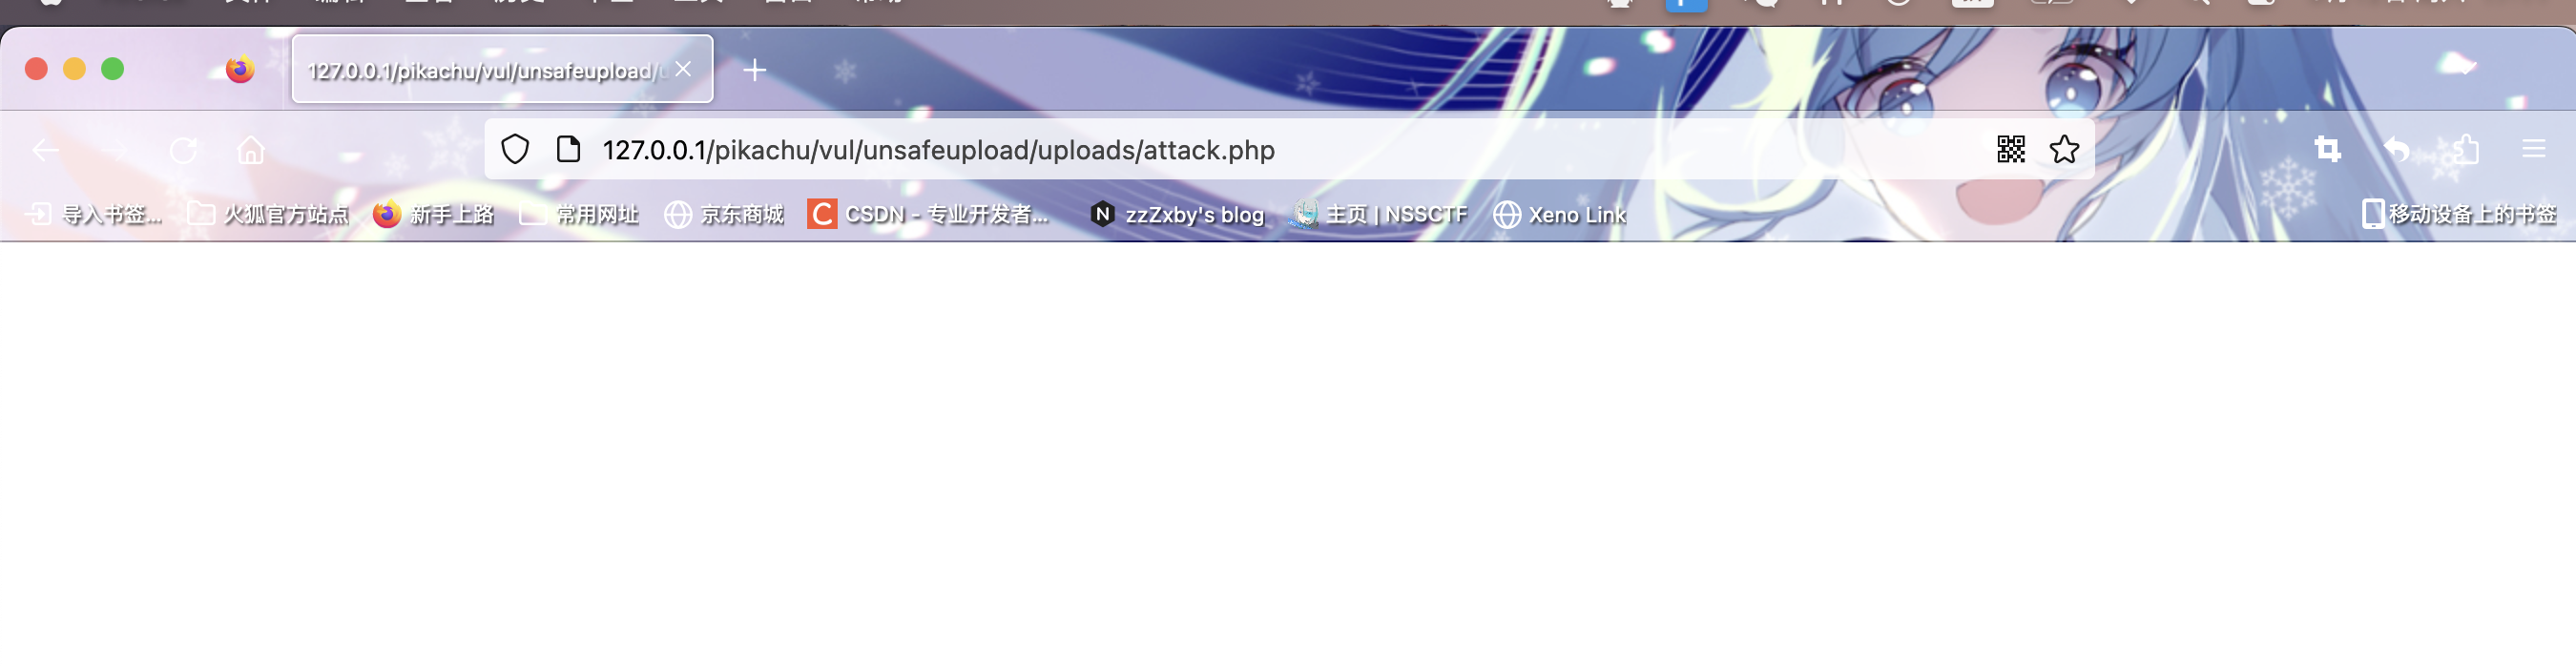 127.0.0.1/pikachu/vul/unsafeupload/u
127.0.0.1/pikachu/vul/unsafeupload/uploads/attack.php
导入书签... 火狐官方站点 新手上路 常用网址 京东商城 CSDN - 专业开发者... zzZxby's blog 主页 | NSSCTF Xeno Link 移动设备上的书签